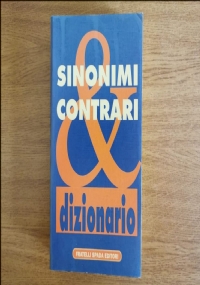 SINONIMI
&
CONTRARI
dizionario
FRATELLI SPADA EDITORI